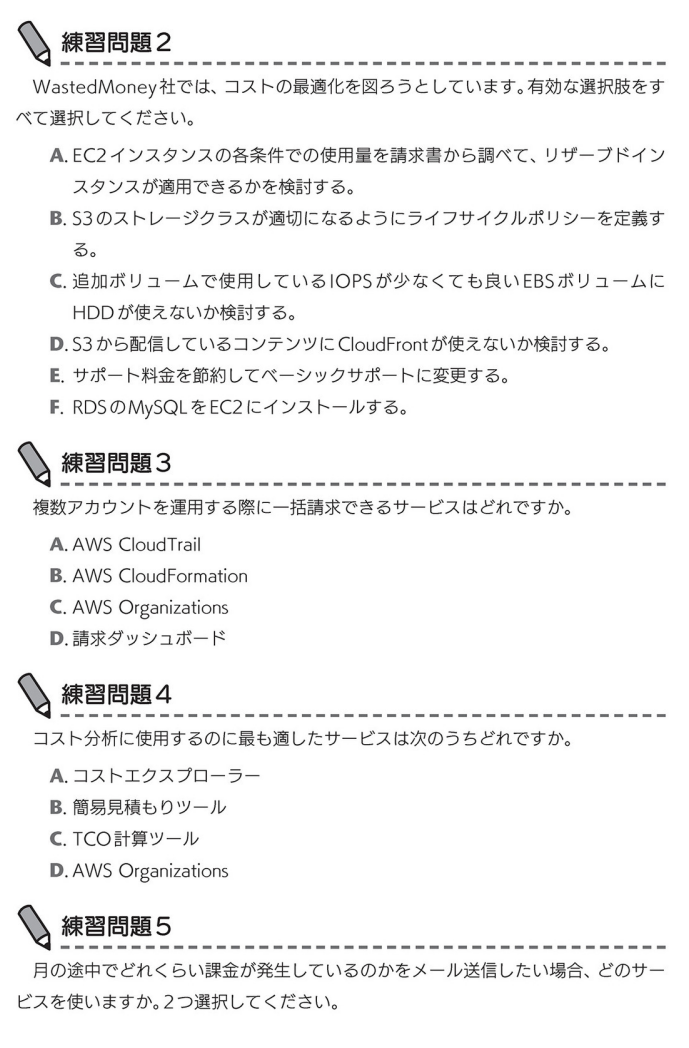 練習問題2
WastedMoney社では、コストの最適化を図ろうとしています。有効な選択肢をす
べて選択してください。
A. EC2インスタンスの各条件での使用量を請求書から調べて、リザーブドイン
スタンスが適用できるかを検討する。
B. S3のストレージクラスが適切になるようにライフサイクルポリシーを定義す
る。
C. 追加ボリュームで使用しているIOPSが少なくても良いEBSボリュームに
HDDが使えないか検討する。
D. S3から配信しているコンテンツにCloudFrontが使えないか検討する。
E. サポート料金を節約してベーシックサポートに変更する。
F. RDSのMySQLをEC2にインストールする。
練習問題3
複数アカウントを運用する際に一括請求できるサービスはどれですか。
A. AWS CloudTrail
B. AWS CloudFormation
C. AWS Organizations
D. 請求ダッシュボード
練習問題4
コスト分析に使用するのに最も適したサービスは次のうちどれですか。
A. コストエクスプローラー
B. 簡易見積もりツール
C. TCO計算ツール
D. AWS Organizations
練習問題5
月の途中でどれくらい課金が発生しているのかをメール送信したい場合、どのサー
ビスを使いますか。2つ選択してください。